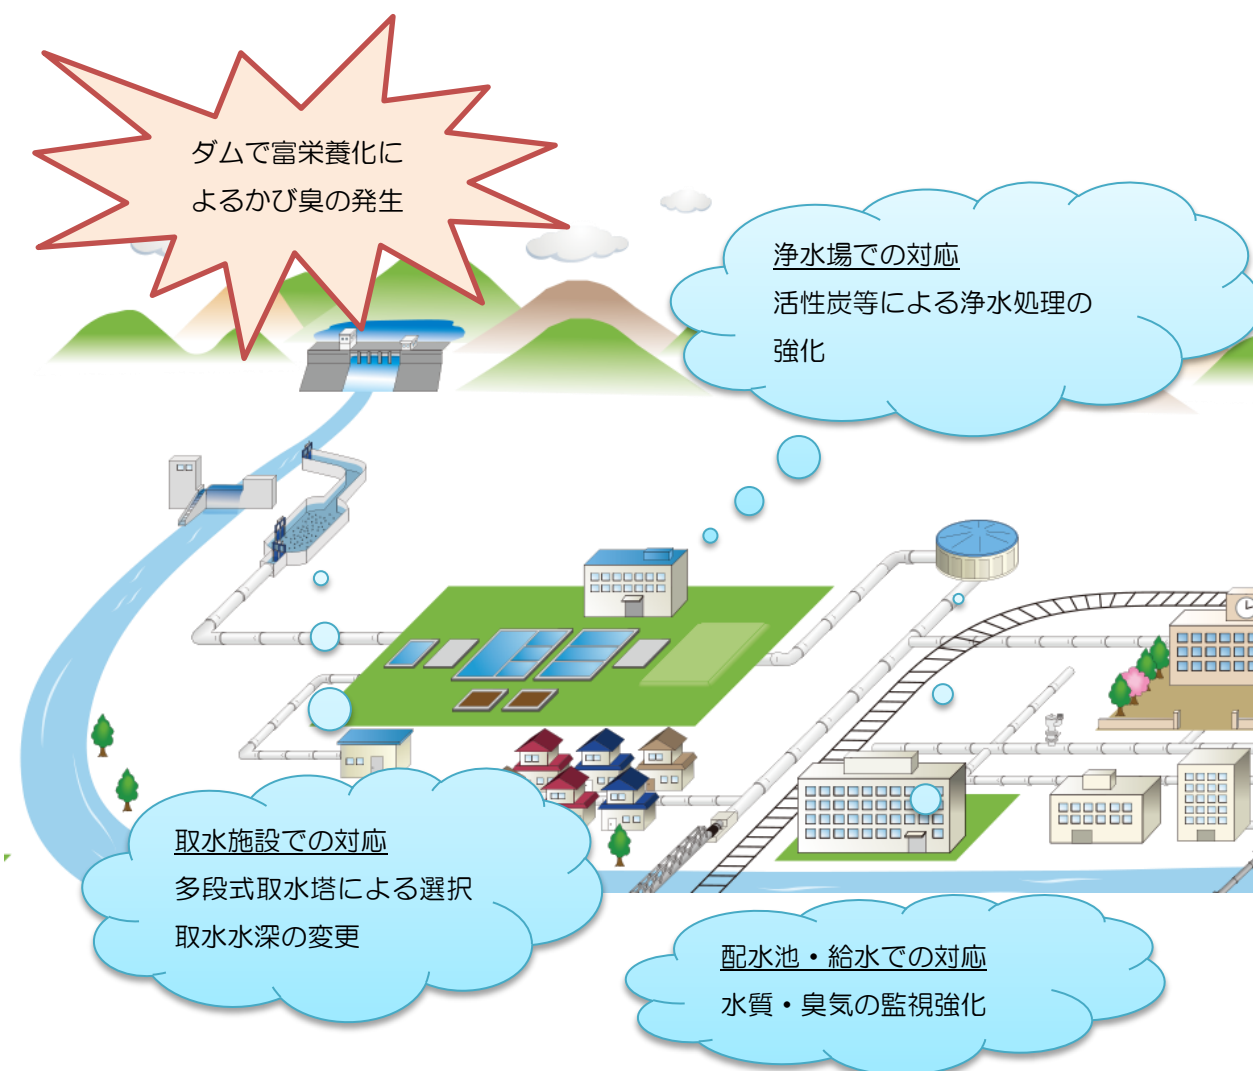 ダムで富栄養化に
よるかび臭の発生
浄水場での対応
活性炭等による浄水処理の
強化
取水施設での対応
多段式取水塔による選択
取水水深の変更
配水池・給水での対応
水質・臭気の監視強化